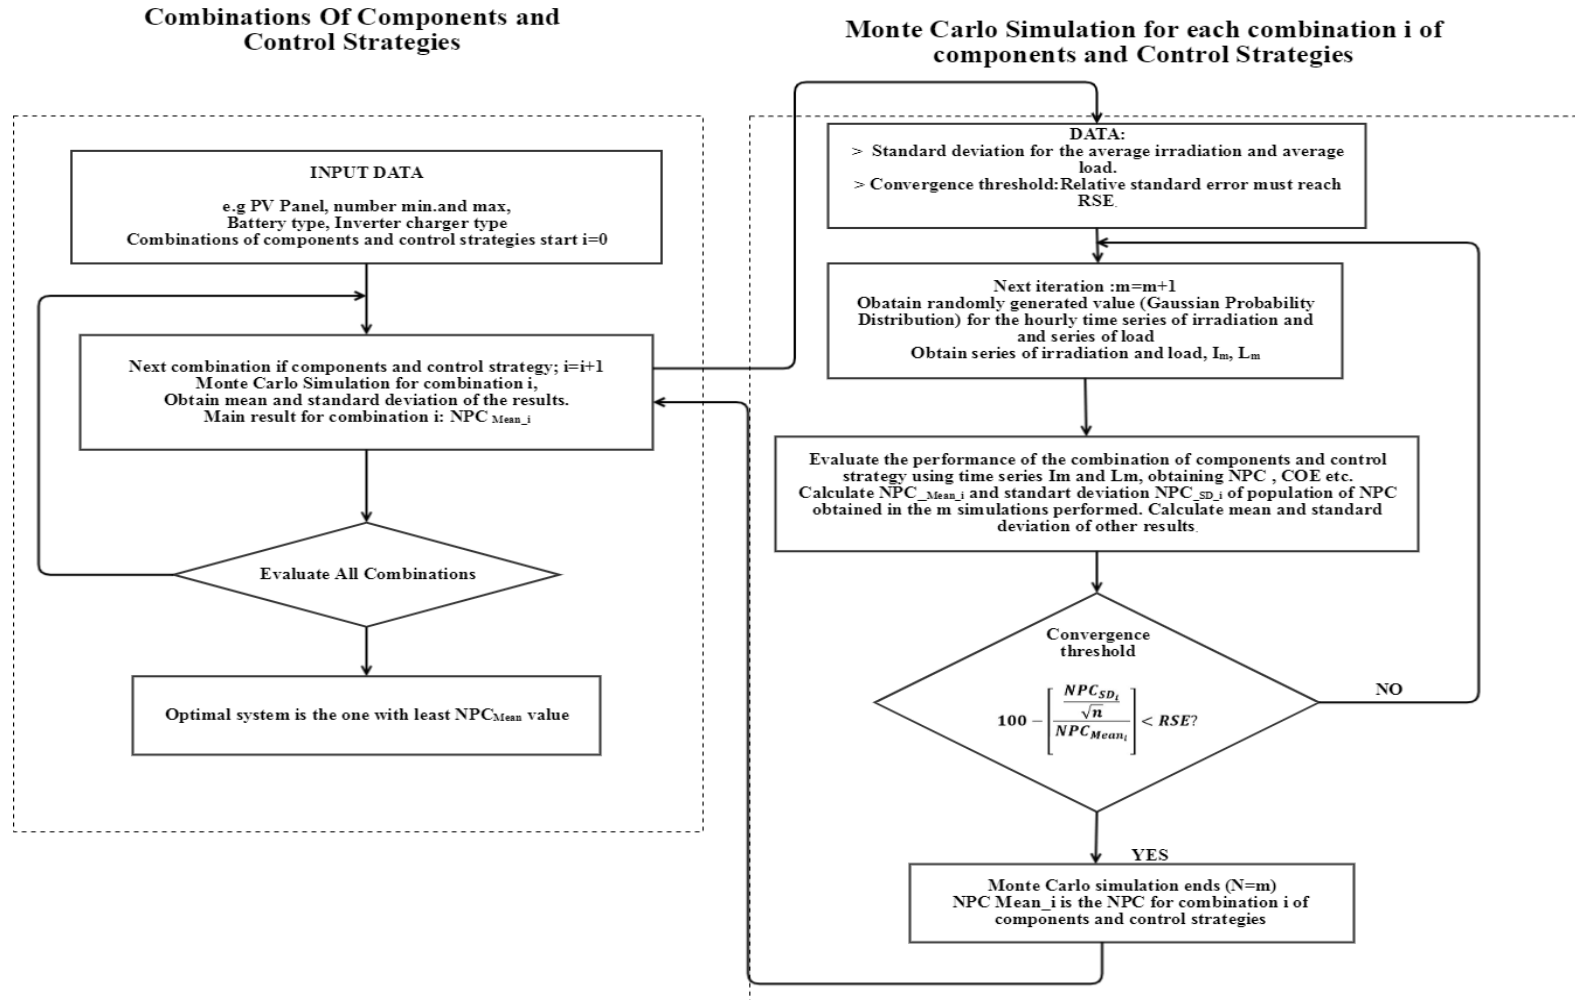 Combinations Of Components and
Control Strategies
INPUT DATA
e.g PV Panel, number min.and max,
Battery type, Inverter charger type
Combinations of components and control strategies start i=0
Next combination if components and control strategy; i=i+1
Monte Carlo Simulation for combination i,
Obtain mean and standard deviation of the results.
Main result for combination i: NPC Mean_i
Evaluate All Combinations
Optimal system is the one with least NPCMean value
Monte Carlo Simulation for each combination i of
components and Control Strategies
DATA:
> Standard deviation for the average irradiation and average
load.
> Convergence threshold:Relative standard error must reach
RSE.
Next iteration :m=m+1
Obatain randomly generated value (Gaussian Probability
Distribution) for the hourly time series of irradiation and
and series of load
Obtain series of irradiation and load, Im, Lm
Evaluate the performance of the combination of components and control
strategy using time series Im and Lm, obtaining NPC , COE etc.
Calculate NPC_Mean_i and standart deviation NPC_SD_i of population of NPC
obtained in the m simulations performed. Calculate mean and standard
deviation of other results.
Convergence
threshold
100 − [NPCSDi / √n / NPCMeani] < RSE?
NO
YES
Monte Carlo simulation ends (N=m)
NPC Mean_i is the NPC for combination i of
components and control strategies